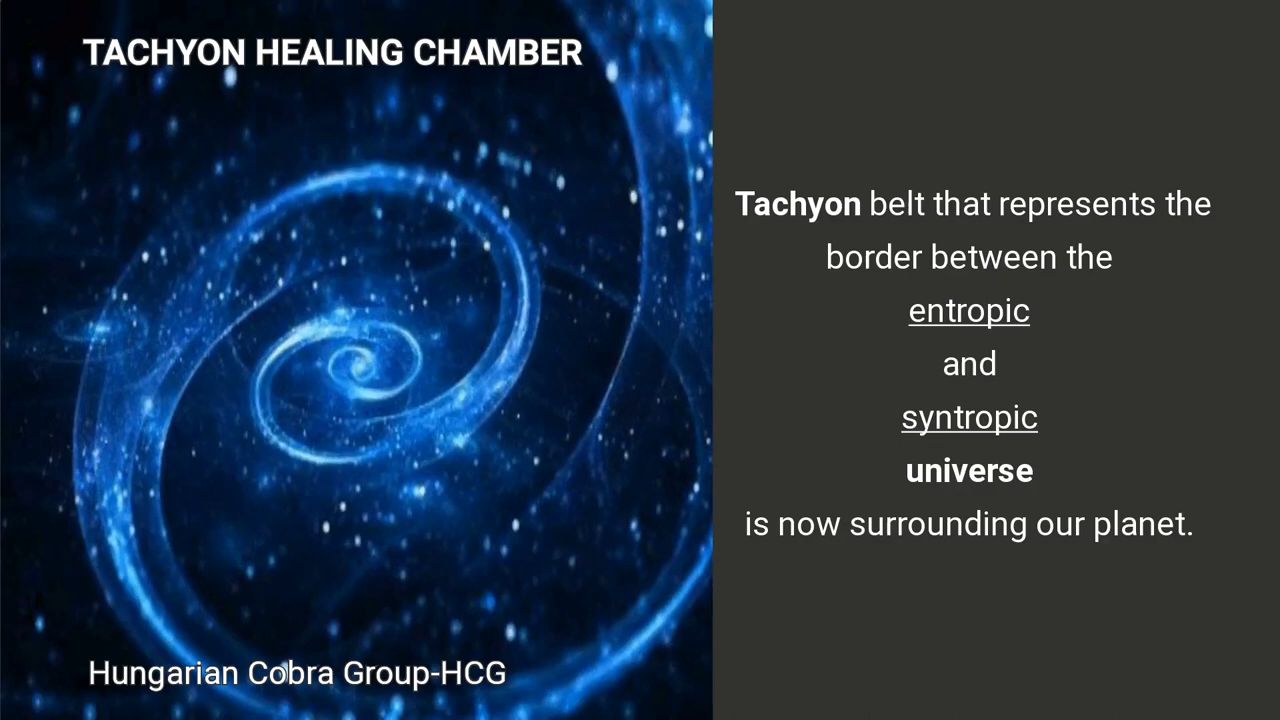 TACHYON HEALING CHAMBER
Hungarian Cobra Group-HCG
Tachyon belt that represents the
border between the
entropic
and
syntropic
universe
is now surrounding our planet.